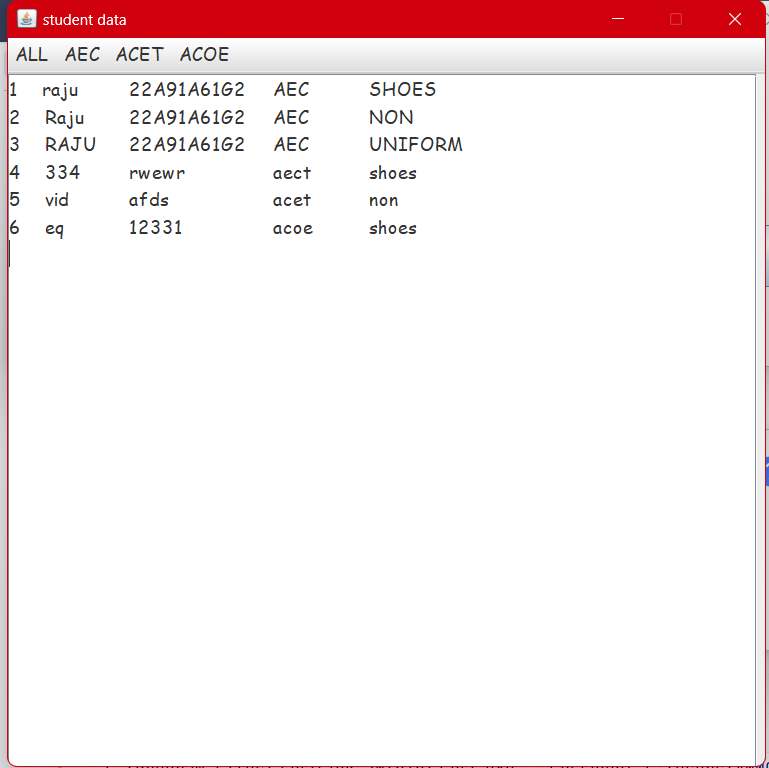 student data
ALL AEC ACET ACOE
1 raju 22A91A61G2 AEC SHOES
2 Raju 22A91A61G2 AEC NON
3 RAJU 22A91A61G2 AEC UNIFORM
4 334 rwewr aect shoes
5 vid afds acet non
6 eq 12331 acoe shoes